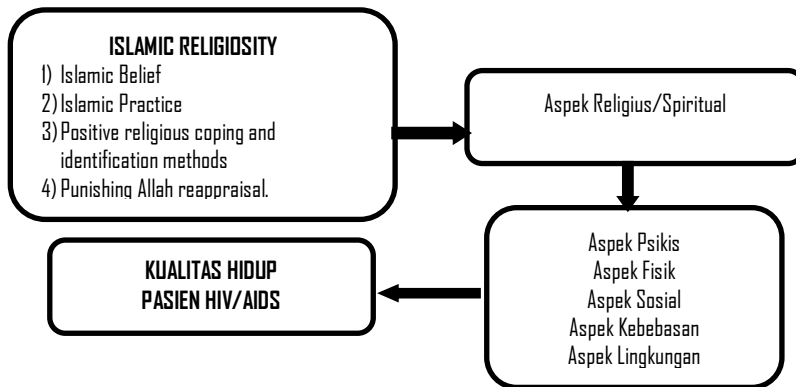 ISLAMIC RELIGIOSITY
1) Islamic Belief
2) Islamic Practice
3) Positive religious coping and
identification methods
4) Punishing Allah reappraisal.
Aspek Religius/Spiritual
Aspek Psikis
Aspek Fisik
Aspek Sosial
Aspek Kebebasan
Aspek Lingkungan
KUALITAS HIDUP
PASIEN HIV/AIDS